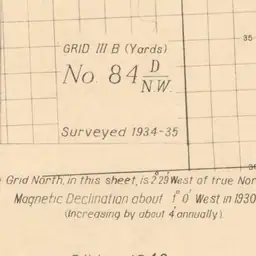 GRID III B (Yards)
35
No. 84 D/N.W.
Surveyed 1934-35
Grid North, in this sheet, is 2° 29' West of true
Magnetic Declination about 1° 0' West in 1930
(Increasing by about 4' annually).